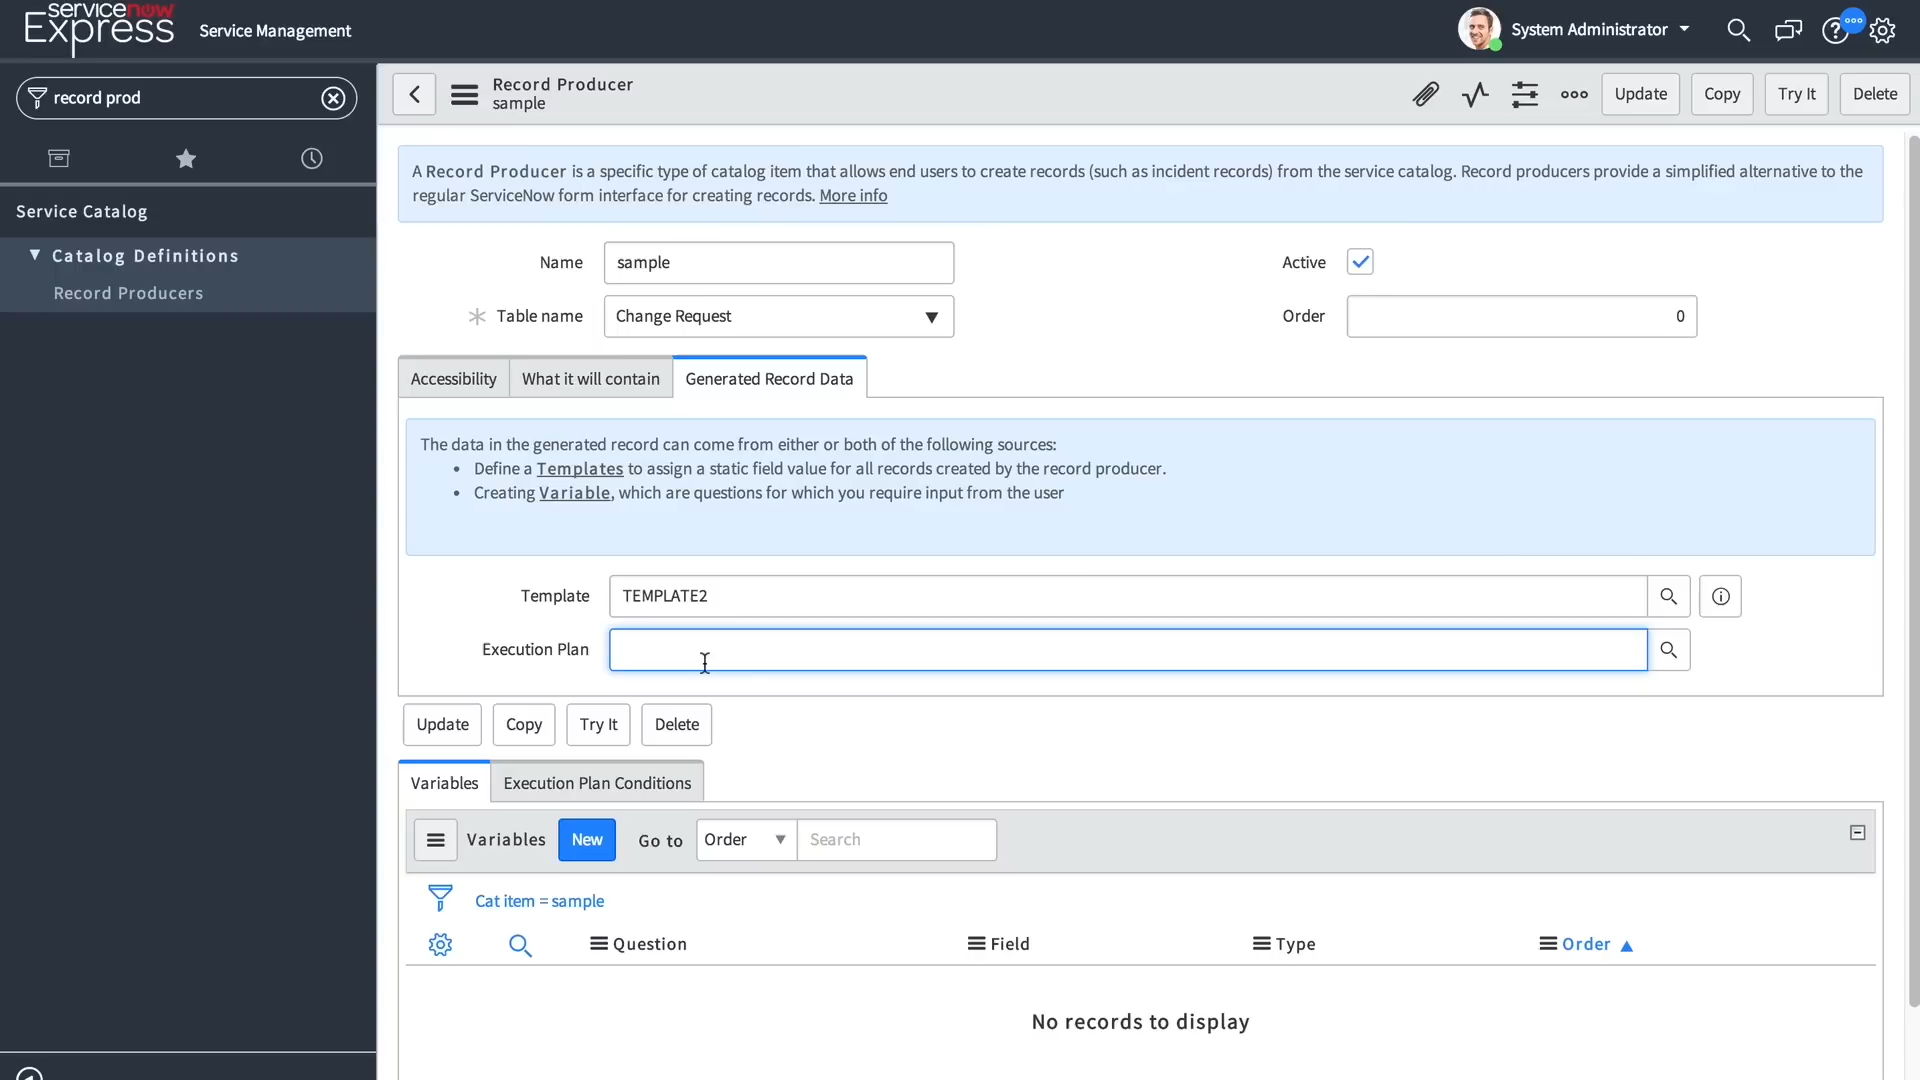 servicenow
Express
Service Management
System Administrator
record prod
Record Producer
sample
Update
Copy
Try It
Delete
Service Catalog
Catalog Definitions
Record Producers
A Record Producer is a specific type of catalog item that allows end users to create records (such as incident records) from the service catalog. Record producers provide a simplified alternative to the
regular ServiceNow form interface for creating records. More info
Name
sample
Active
Table name
Change Request
Order
0
Accessibility
What it will contain
Generated Record Data
The data in the generated record can come from either or both of the following sources:
• Define a Templates to assign a static field value for all records created by the record producer.
• Creating Variable, which are questions for which you require input from the user
Template
TEMPLATE2
Execution Plan
Update
Copy
Try It
Delete
Variables
Execution Plan Conditions
Variables
New
Go to
Order
Search
Cat item = sample
Question
Field
Type
Order
No records to display